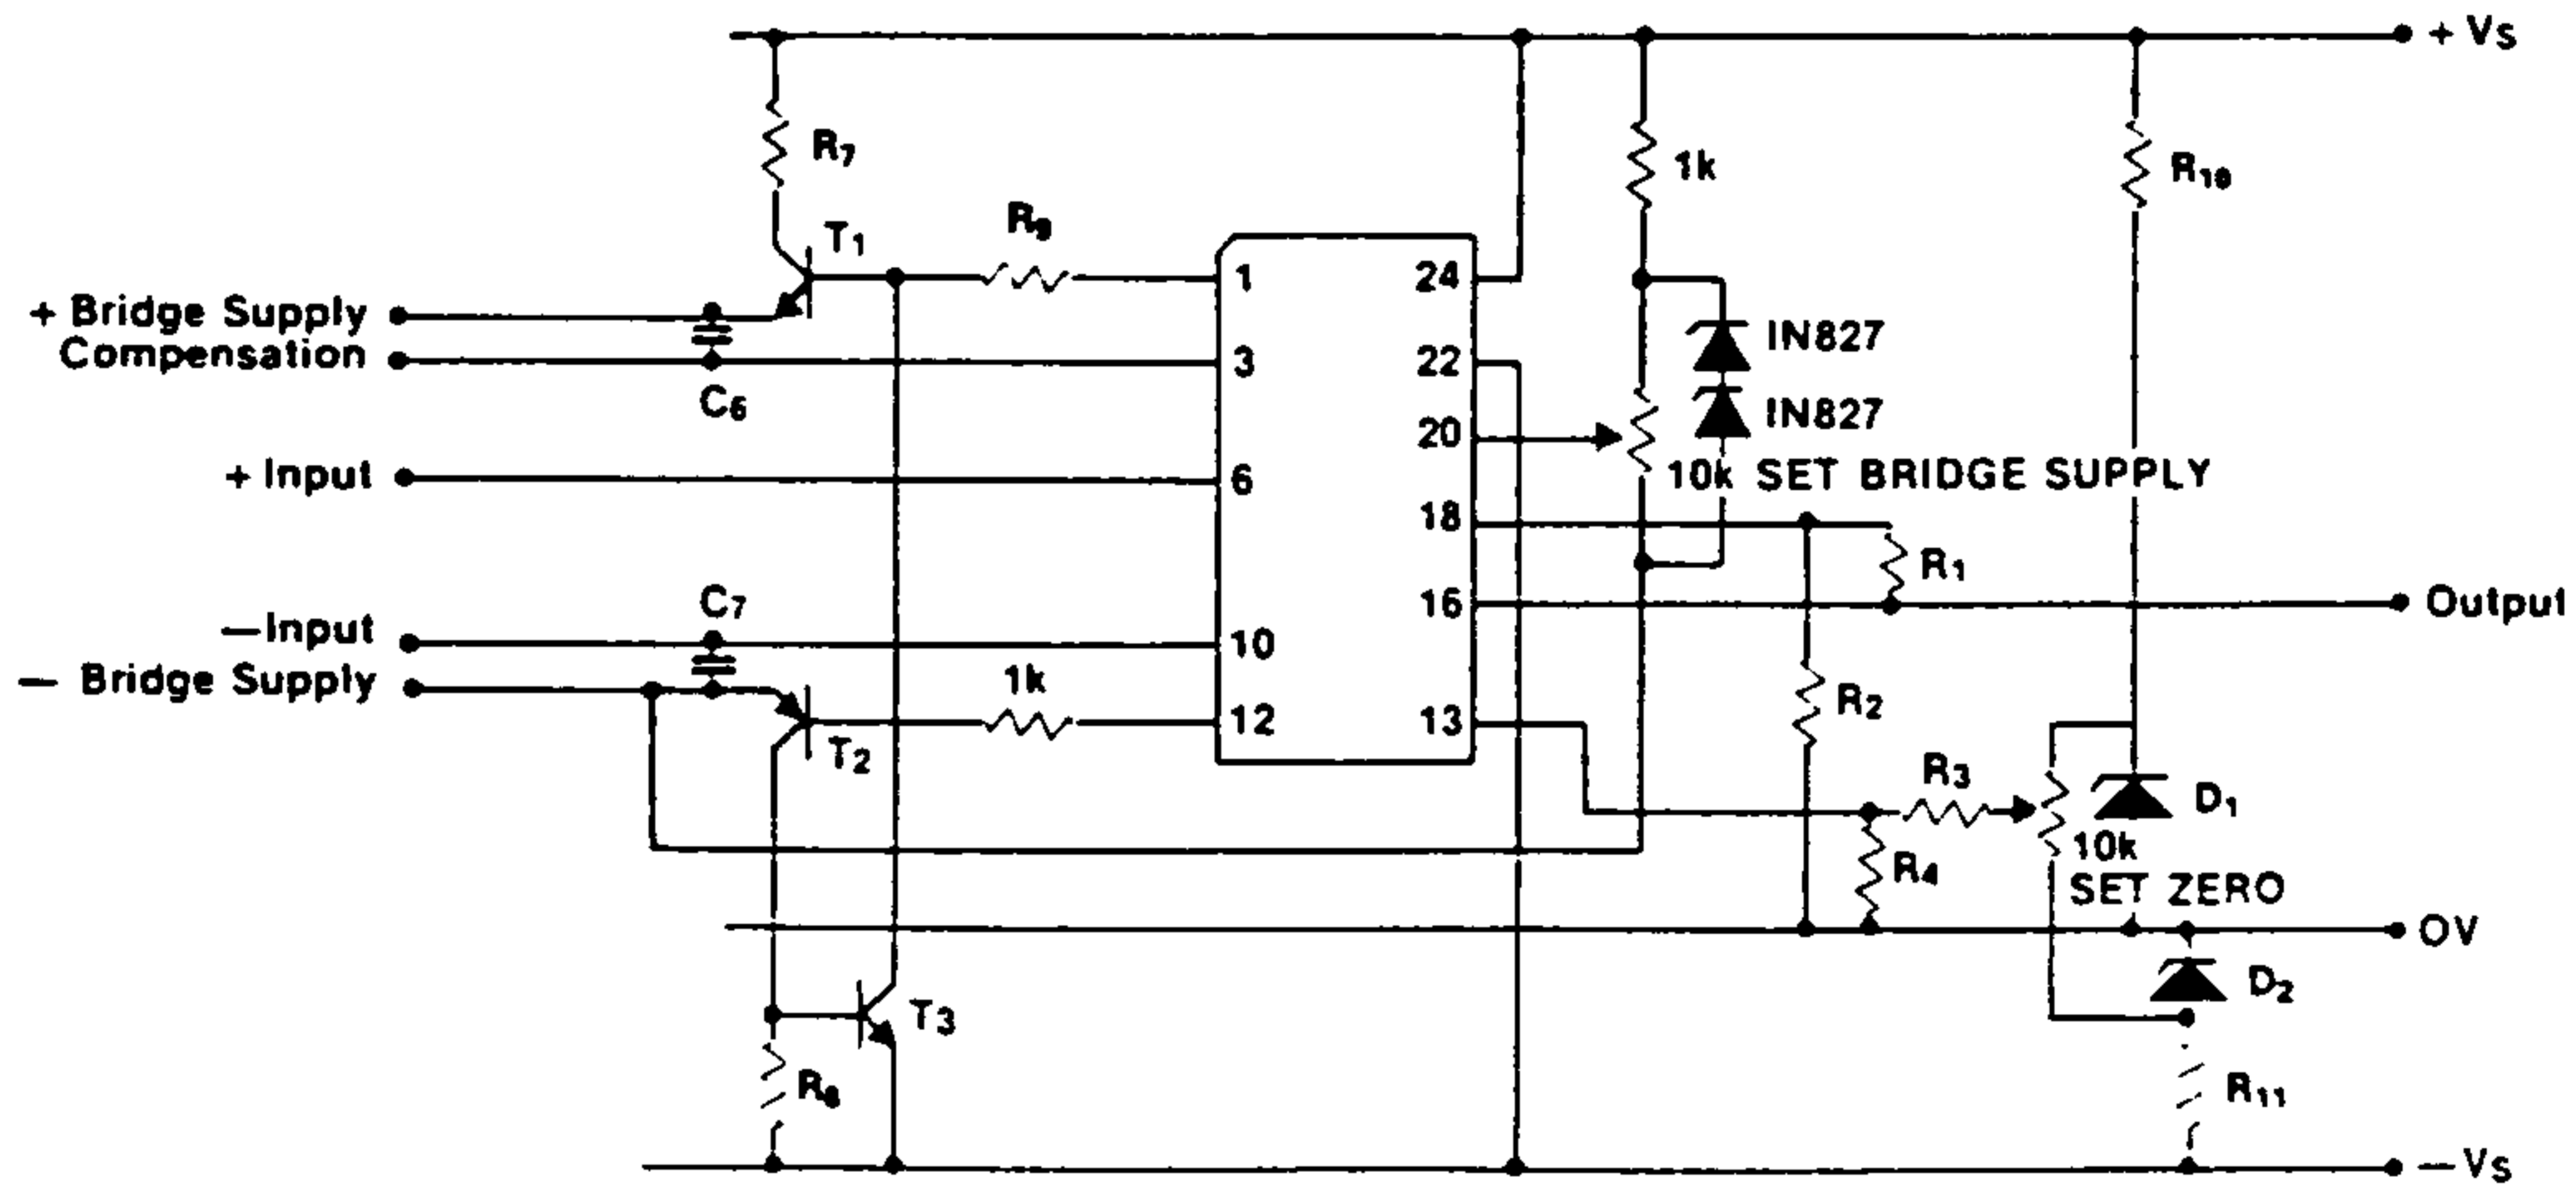 + VS
R7
1k
R10
T1
R9
+ Bridge Supply
Compensation
C6
1
24
3
22
IN827
IN827
20
+ Input
6
10k SET BRIDGE SUPPLY
18
R1
16
Output
C7
—Input
10
— Bridge Supply
1k
12
13
T2
R2
R3
D1
10k
R4
SET ZERO
OV
T3
D2
R8
R11
—VS